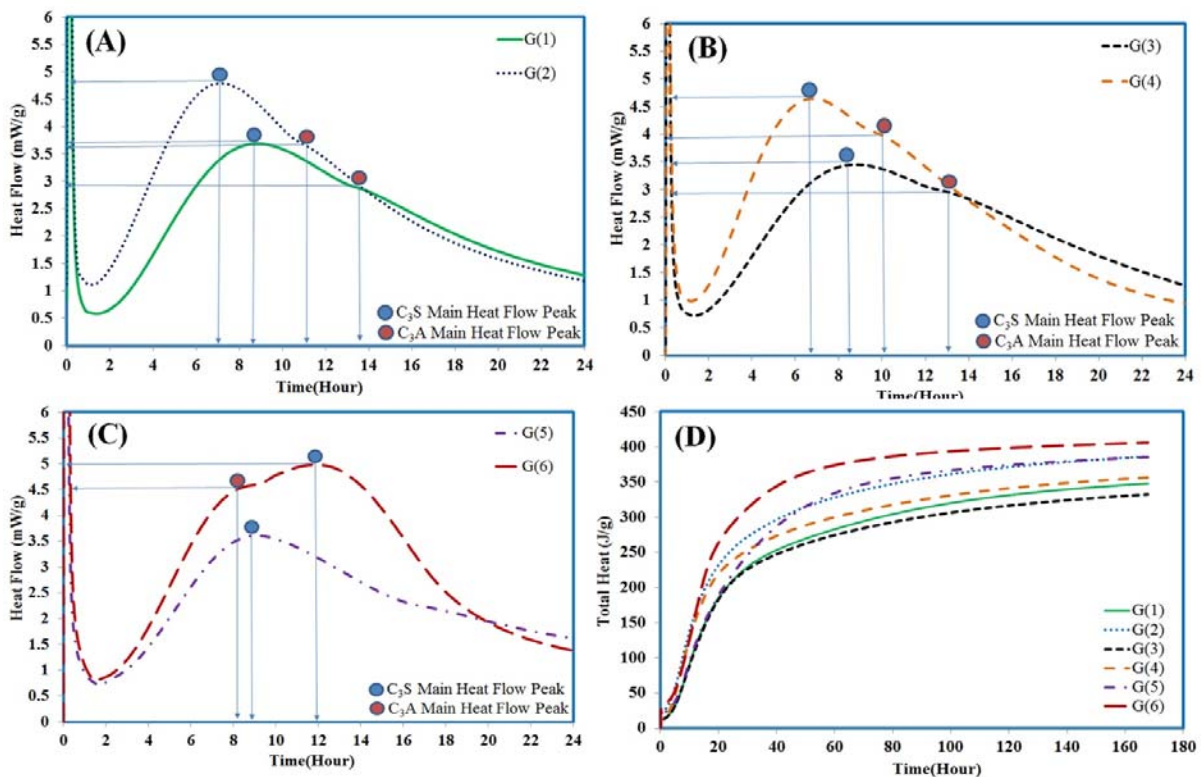 (A)
G(1)
G(2)
Heat Flow (mW/g)
6
5.5
5
4.5
4
3.5
3
2.5
2
1.5
1
0.5
0
C₃S Main Heat Flow Peak
C₃A Main Heat Flow Peak
0 2 4 6 8 10 12 14 16 18 20 22 24
Time(Hour)
(B)
G(3)
G(4)
Heat Flow (mW/g)
6
5.5
5
4.5
4
3.5
3
2.5
2
1.5
1
0.5
0
C₃S Main Heat Flow Peak
C₃A Main Heat Flow Peak
0 2 4 6 8 10 12 14 16 18 20 22 24
Time(Hour)
(C)
G(5)
G(6)
Heat Flow (mW/g)
6
5.5
5
4.5
4
3.5
3
2.5
2
1.5
1
0.5
0
C₃S Main Heat Flow Peak
C₃A Main Heat Flow Peak
0 2 4 6 8 10 12 14 16 18 20 22 24
Time(Hour)
(D)
Total Heat (J/g)
450
400
350
300
250
200
150
100
50
0
G(1)
G(2)
G(3)
G(4)
G(5)
G(6)
0 20 40 60 80 100 120 140 160 180
Time(Hour)